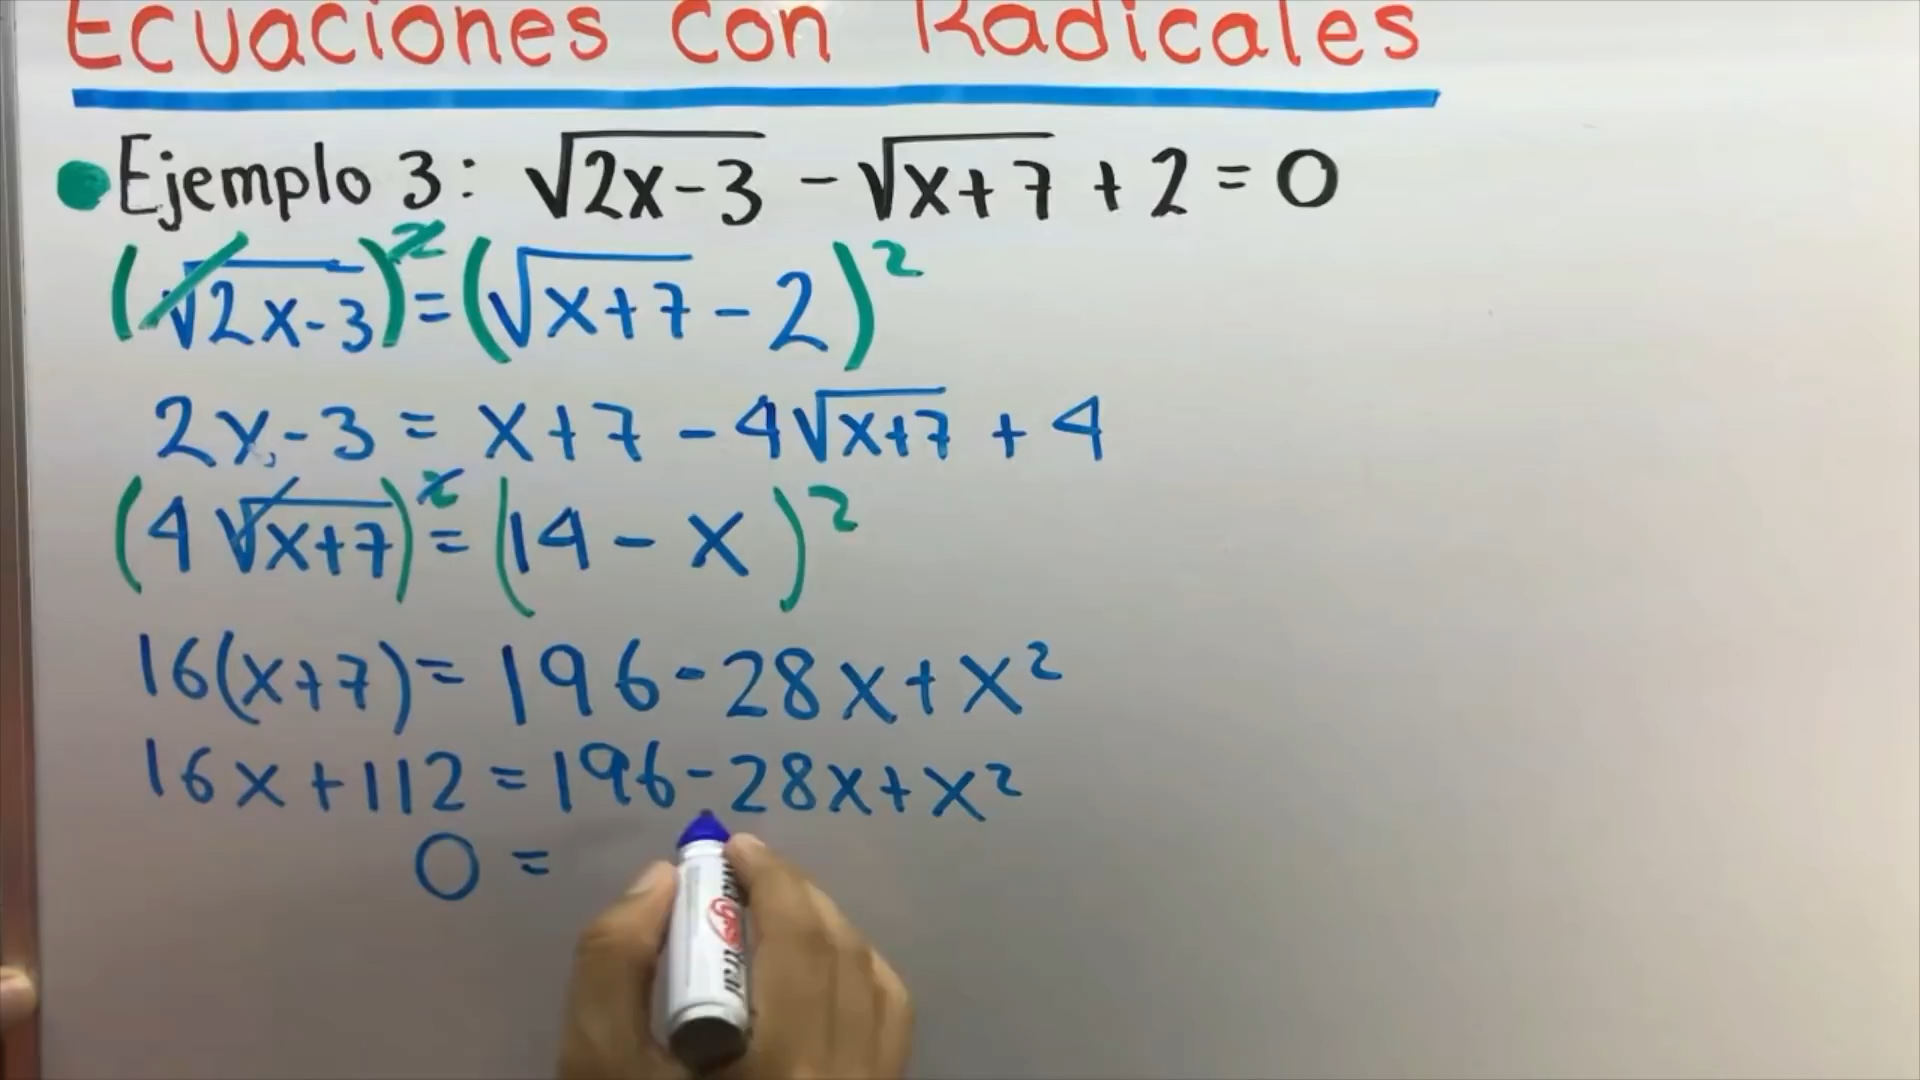 Ecuaciones con Radicales
Ejemplo 3: √2x-3 - √x+7 + 2 = 0
(√2x-3)² = (√x+7 - 2)²
2x-3 = x+7 - 4√x+7 + 4
(4√x+7)² = (14 - x)²
16(x+7) = 196-28x+x²
16x+112 = 196-28x+x²
0 =